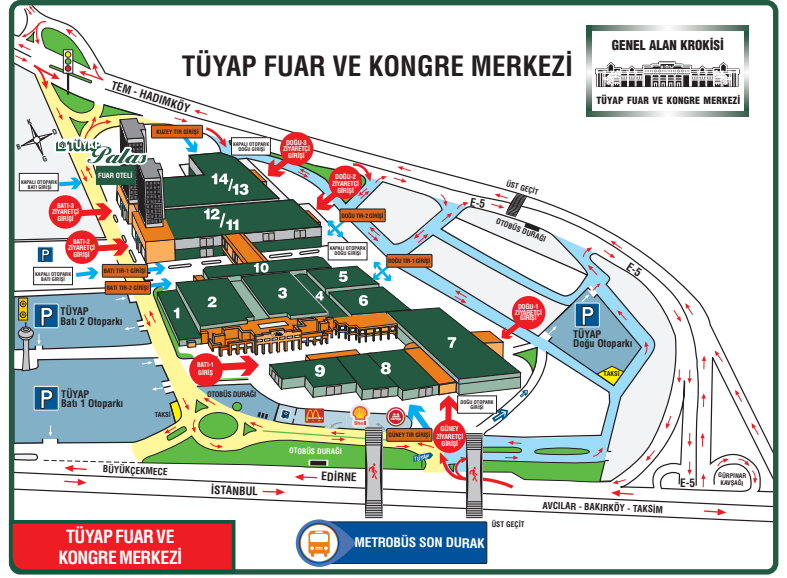 TÜYAP FUAR VE KONGRE MERKEZİ
GENEL ALAN KROKİSİ
TÜYAP FUAR VE KONGRE MERKEZİ
TEM - HADIMKÖY
KUZEY TIR GİRİŞİ
KAPALI OTOPARK
DOĞU GİRİŞİ
DOĞU-3
ZİYARETÇİ
GİRİŞİ
TÜYAP
Palas
FUAR OTELİ
KAPALI OTOPARK
BATI GİRİŞİ
14/13
DOĞU-2
ZİYARETÇİ
GİRİŞİ
ÜST GEÇİT
E-5
OTOBÜS DURAĞI
BATI-3
ZİYARETÇİ
GİRİŞİ
12/11
DOĞU TIR-2 GİRİŞİ
BATI-2
ZİYARETÇİ
GİRİŞİ
KAPALI OTOPARK
DOĞU GİRİŞİ
P
DOĞU TIR-1 GİRİŞİ
E-5
KAPALI OTOPARK
BATI GİRİŞİ
BATI TIR-1 GİRİŞİ
BATI TIR-2 GİRİŞİ
10
5
1
2
3
4
6
P
TÜYAP
Batı 2 Otoparkı
DOĞU-1
ZİYARETÇİ
GİRİŞİ
P
TÜYAP
Doğu Otoparkı
7
BATI-1
GİRİŞ
9
8
TAKSİ
P
TÜYAP
Batı 1 Otoparkı
TAKSİ
OTOBÜS DURAĞI
P
Shell
DOĞU OTOPARK
GİRİŞİ
GÜNEY TIR GİRİŞİ
GÜNEY
ZİYARETÇİ
GİRİŞİ
OTOBÜS DURAĞI
TÜYAP
BÜYÜKÇEKMECE
EDİRNE
İSTANBUL
E-5
GÜRPINAR
KAVŞAĞI
AVCILAR - BAKIRKÖY - TAKSİM
ÜST GEÇİT
TÜYAP FUAR VE
KONGRE MERKEZİ
METROBÜS SON DURAK